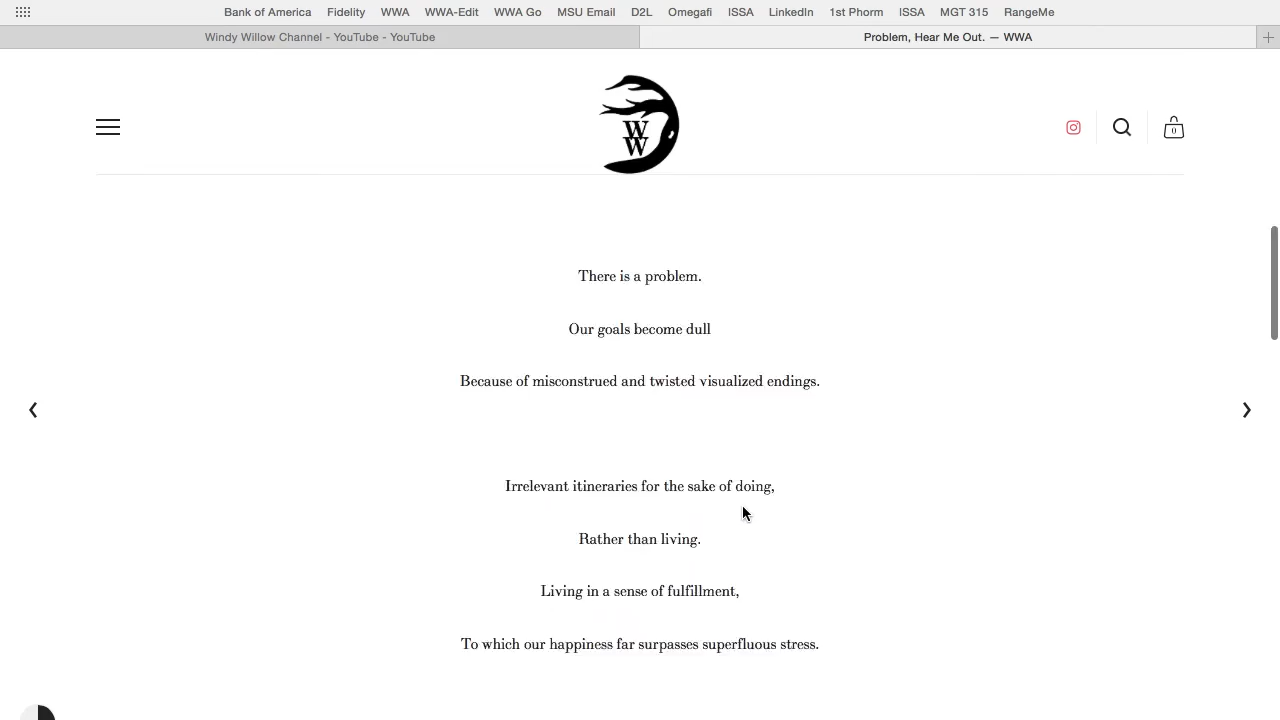 Bank of America Fidelity WWA WWA-Edit WWA Go MSU Email D2L Omegafi ISSA LinkedIn 1st Phorm ISSA MGT 315 RangeMe
Windy Willow Channel - YouTube - YouTube
Problem, Hear Me Out. — WWA
W
W
0
There is a problem.
Our goals become dull
Because of misconstrued and twisted visualized endings.
Irrelevant itineraries for the sake of doing,
Rather than living.
Living in a sense of fulfillment,
To which our happiness far surpasses superfluous stress.